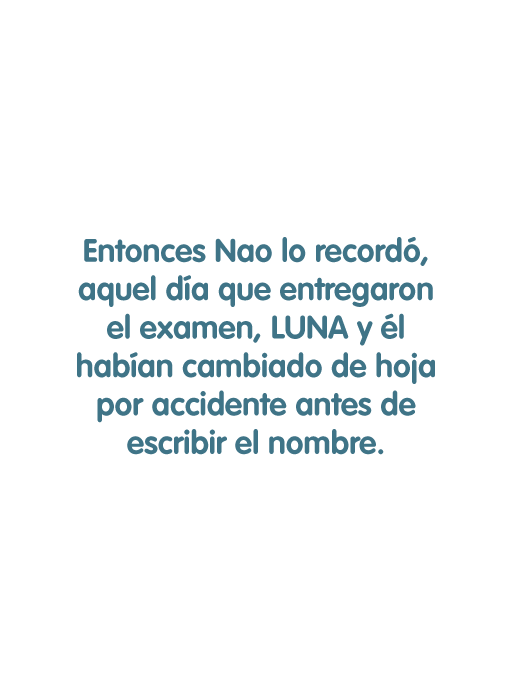 Entonces Nao lo recordó,
aquel día que entregaron
el examen, LUNA y él
habían cambiado de hoja
por accidente antes de
escribir el nombre.